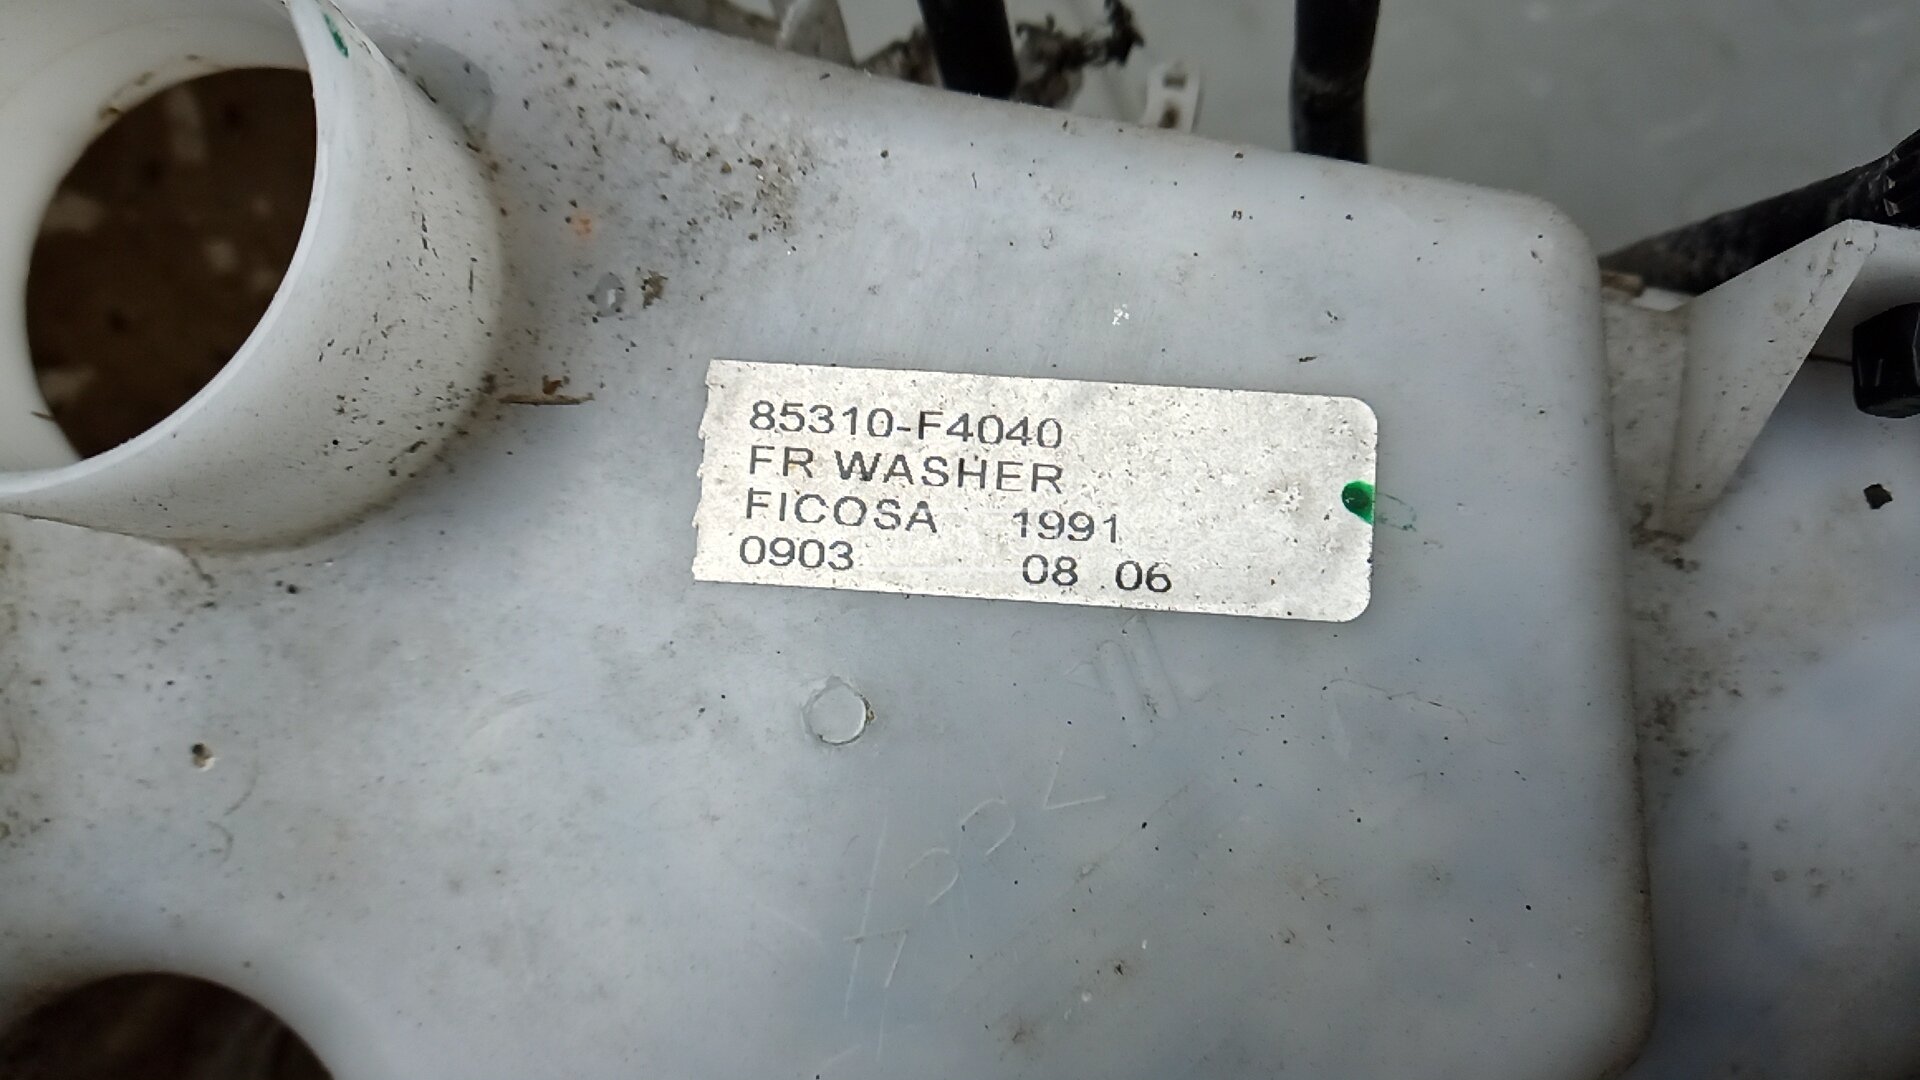 85310-F4040
FR WASHER
FICOSA 1991
0903 08 06